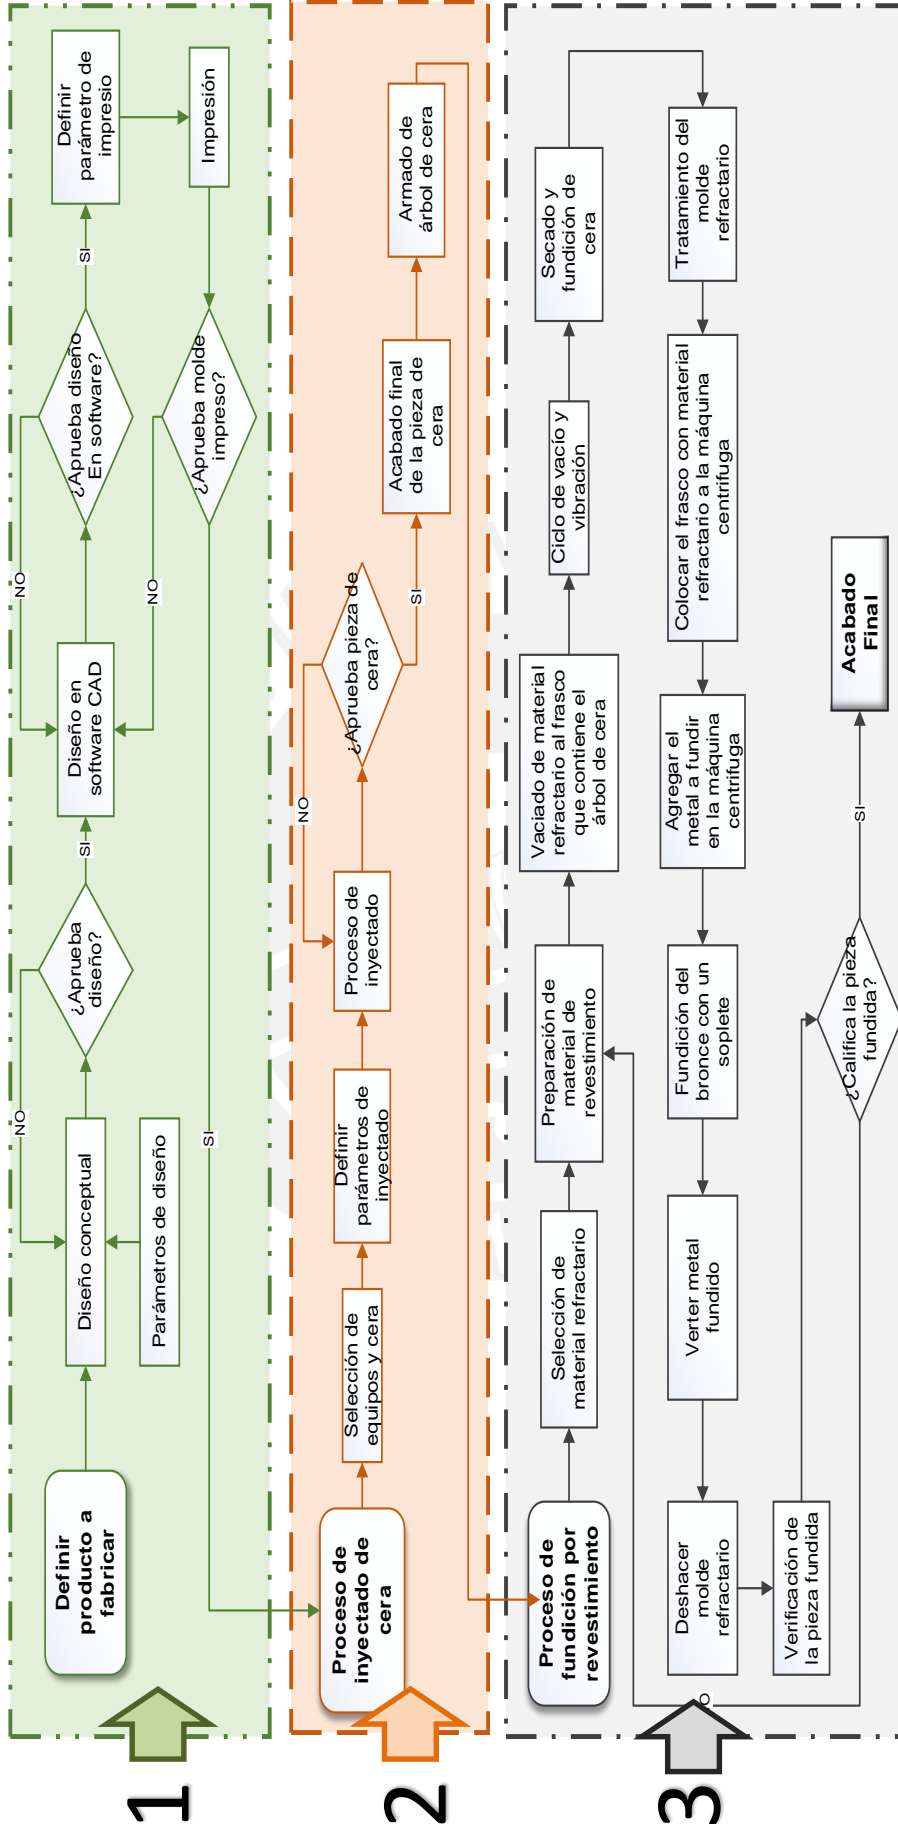 1
Definir
producto a
fabricar
Diseño conceptual
Parámetros de diseño
NO
¿Aprueba
diseño?
SI
Diseño en
software CAD
NO
¿Aprueba diseño
En software?
SI
Definir
parámetro de
impresio
Impresión
¿Aprueba molde
impreso?
NO
SI
2
Proceso de
inyectado de
cera
Selección de
equipos y cera
Definir
parámetros de
inyectado
Proceso de
inyectado
NO
¿Aprueba pieza de
cera?
SI
Acabado final
de la pieza de
cera
Armado de
árbol de cera
3
Proceso de
fundición por
revestimiento
Selección de
material refractario
Preparación de
material de
revestimiento
Vaciado de material
refractario al frasco
que contiene el
árbol de cera
Ciclo de vacío y
vibración
Secado y
fundición de
cera
Tratamiento del
molde
refractario
Colocar el frasco con material
refractario a la máquina
centrifuga
Agregar el
metal a fundir
en la máquina
centrifuga
Fundición del
bronce con un
soplete
Verter metal
fundido
Deshacer
molde
refractario
Verificación de
la pieza fundida
¿Califica la pieza
fundida?
O
SI
Acabado
Final